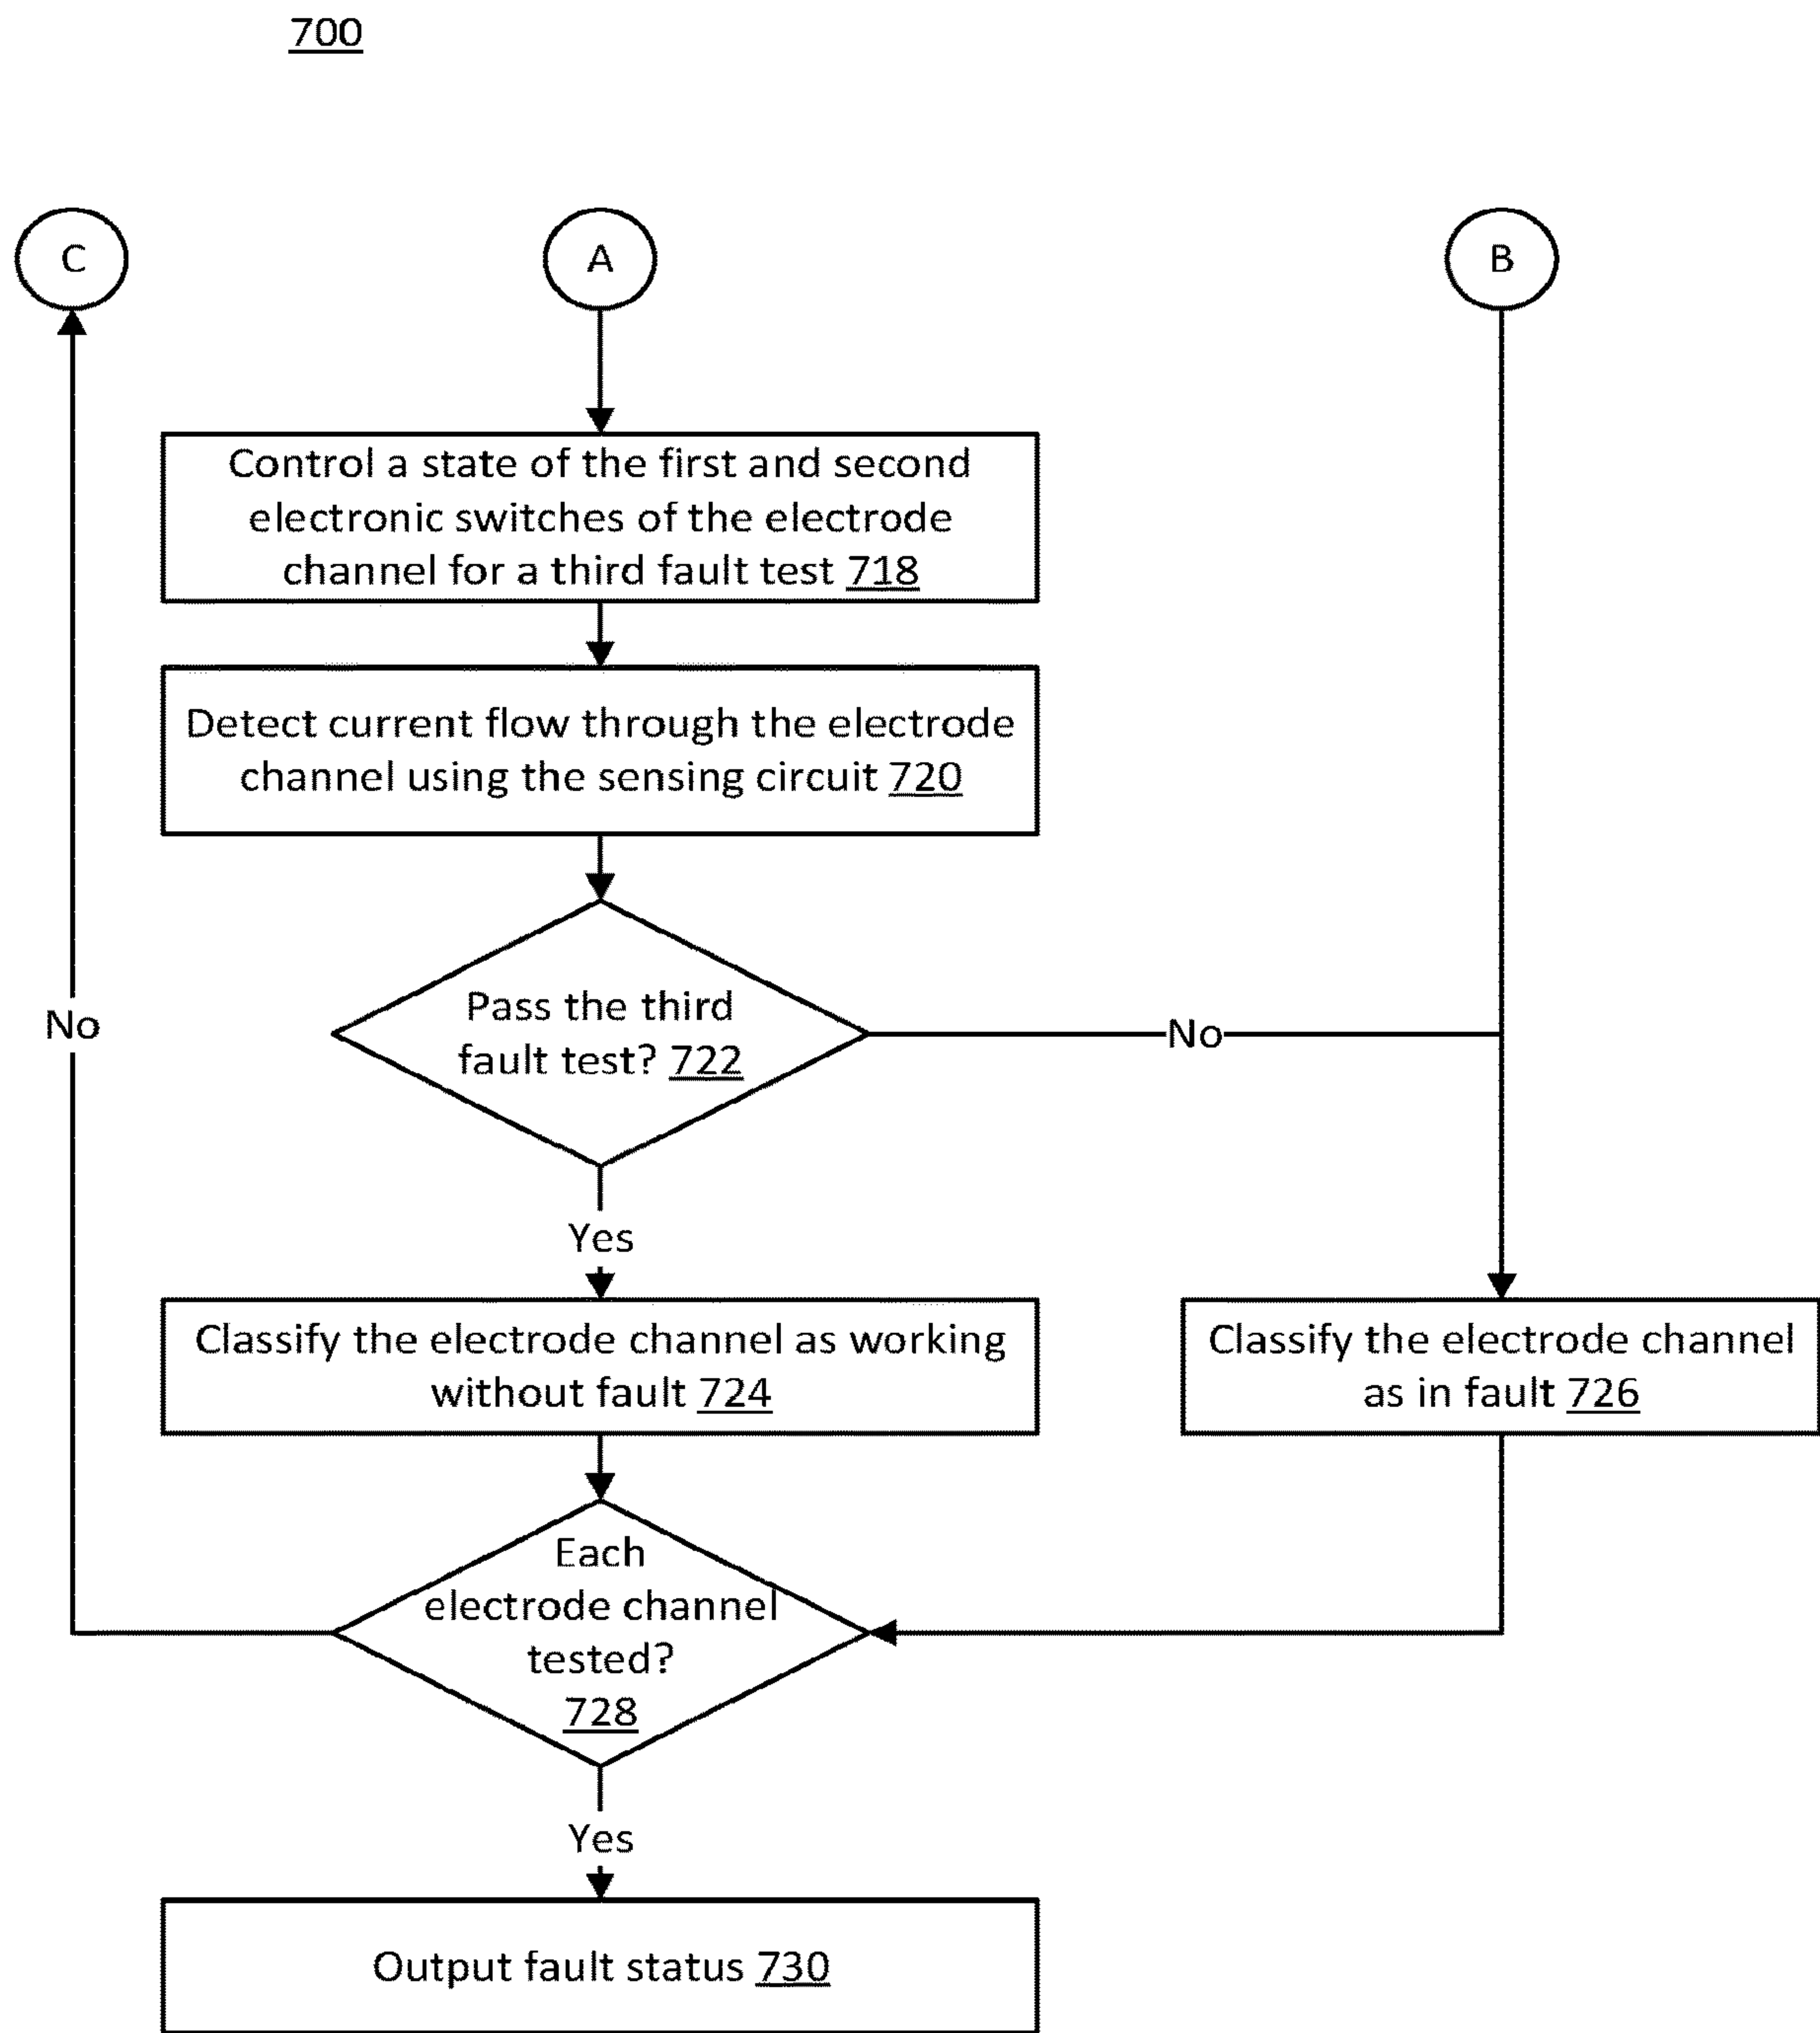 700
C
A
B
Control a state of the first and second
electronic switches of the electrode
channel for a third fault test 718
Detect current flow through the electrode
channel using the sensing circuit 720
Pass the third
fault test? 722
No
No
Yes
Classify the electrode channel as working
without fault 724
Classify the electrode channel
as in fault 726
Each
electrode channel
tested?
728
Yes
Output fault status 730